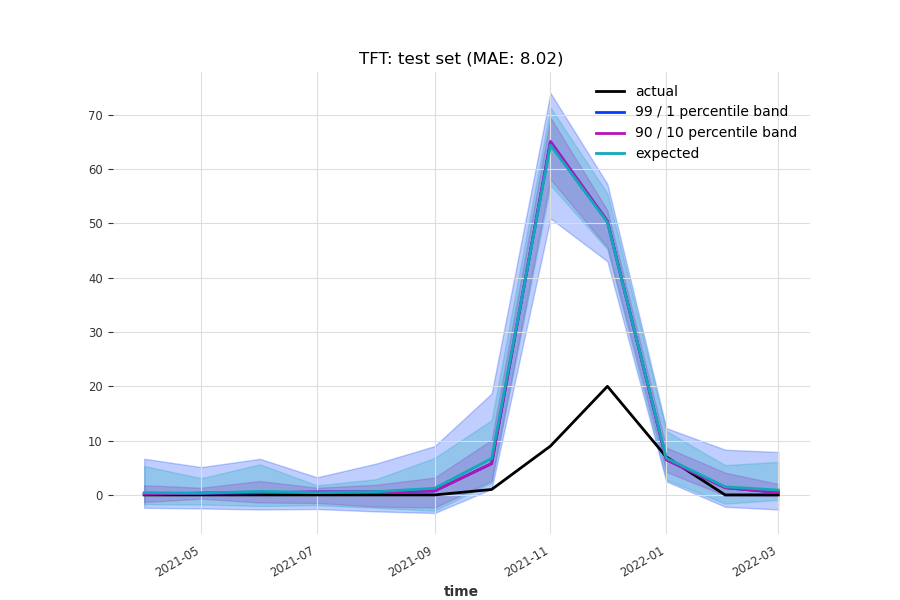 TFT: test set (MAE: 8.02)
actual
99 / 1 percentile band
90 / 10 percentile band
expected
70
60
50
40
30
20
10
0
2021-05
2021-07
2021-09
2021-11
2022-01
2022-03
time